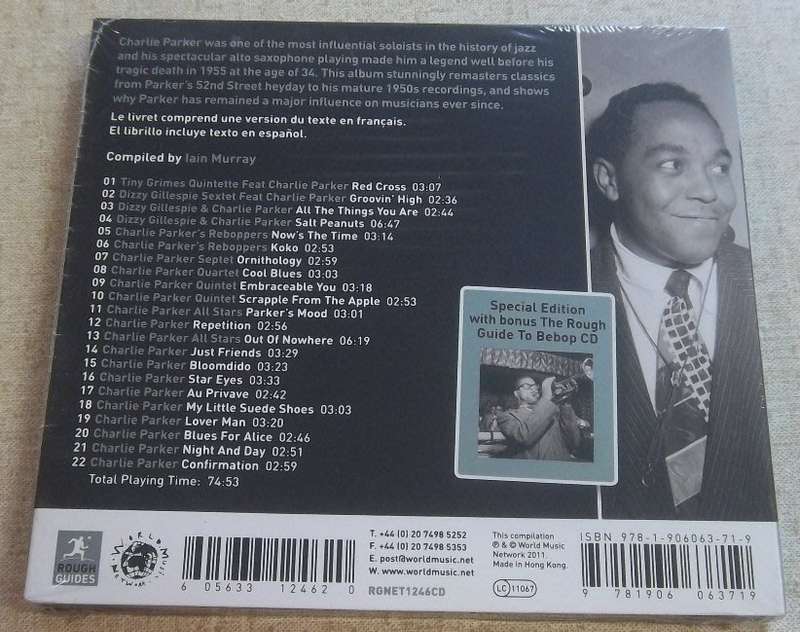 Charlie Parker was one of the most influential soloists in the history of jazz
and his spectacular alto saxophone playing made him a legend well before his
tragic death in 1955 at the age of 34. This album stunningly remasters classics
from Parker's 52nd Street heyday to his mature 1950s recordings, and shows
why Parker has remained a major influence on musicians ever since.
Le livret comprend une version du texte en français.
El librillo incluye texto en español.
Compiled by Iain Murray
01 Tiny Grimes Quintette Feat Charlie Parker Red Cross 03:07
02 Dizzy Gillespie Sextet Feat Charlie Parker Groovin' High 02:36
03 Dizzy Gillespie & Charlie Parker All The Things You Are 02:44
04 Dizzy Gillespie & Charlie Parker Salt Peanuts 06:47
05 Charlie Parker's Reboppers Now's The Time 03:14
06 Charlie Parker's Reboppers Koko 02:53
07 Charlie Parker Septet Ornithology 02:59
08 Charlie Parker Quartet Cool Blues 03:03
09 Charlie Parker Quintet Embraceable You 03:18
10 Charlie Parker Quintet Scrapple From The Apple 02:53
11 Charlie Parker All Stars Parker's Mood 03:01
12 Charlie Parker Repetition 02:56
13 Charlie Parker All Stars Out Of Nowhere 06:19
14 Charlie Parker Just Friends 03:29
15 Charlie Parker Bloomdido 03:23
16 Charlie Parker Star Eyes 03:33
17 Charlie Parker Au Privave 02:42
18 Charlie Parker My Little Suede Shoes 03:03
19 Charlie Parker Lover Man 03:20
20 Charlie Parker Blues For Alice 02:46
21 Charlie Parker Night And Day 02:51
22 Charlie Parker Confirmation 02:59
Total Playing Time: 74:53
Special Edition
with bonus The Rough
Guide To Bebop CD
ROUGH
GUIDES
WORLD MUSIC
NETWORK
6 05633 12462 0
T. +44 (0) 20 7498 5252
F. +44 (0) 20 7498 5353
E. post@worldmusic.net
W. www.worldmusic.net
RGNET1246CD
This compilation
℗ & © World Music
Network 2011.
Made in Hong Kong.
LC 11067
ISBN 978-1-906063-71-9
9 781906 063719